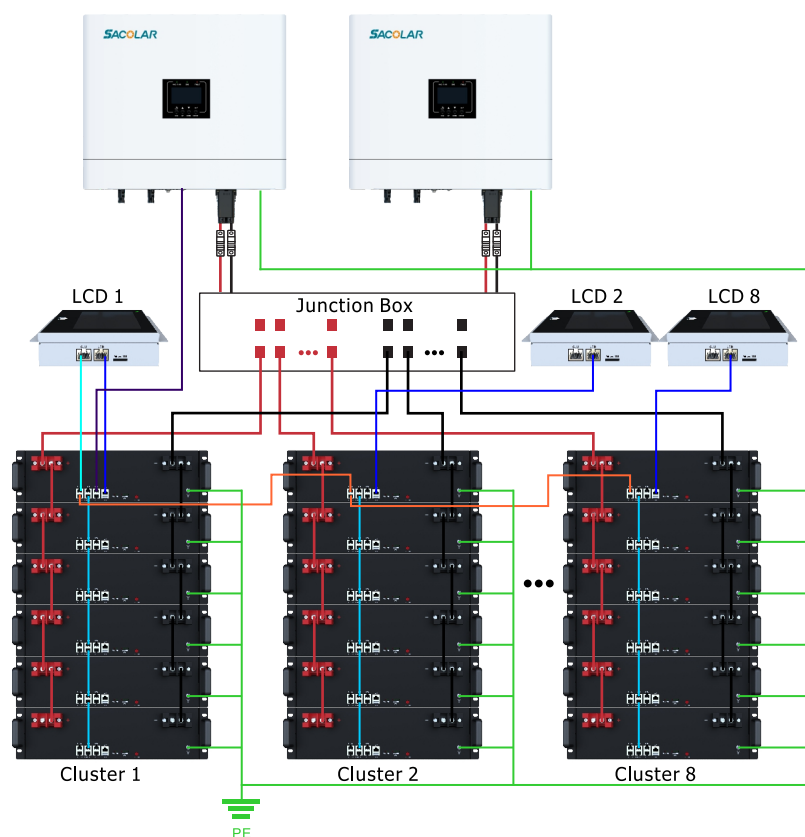 SACOLAR
SACOLAR
LCD 1
Junction Box
LCD 2
LCD 8
Cluster 1
Cluster 2
Cluster 8
PE